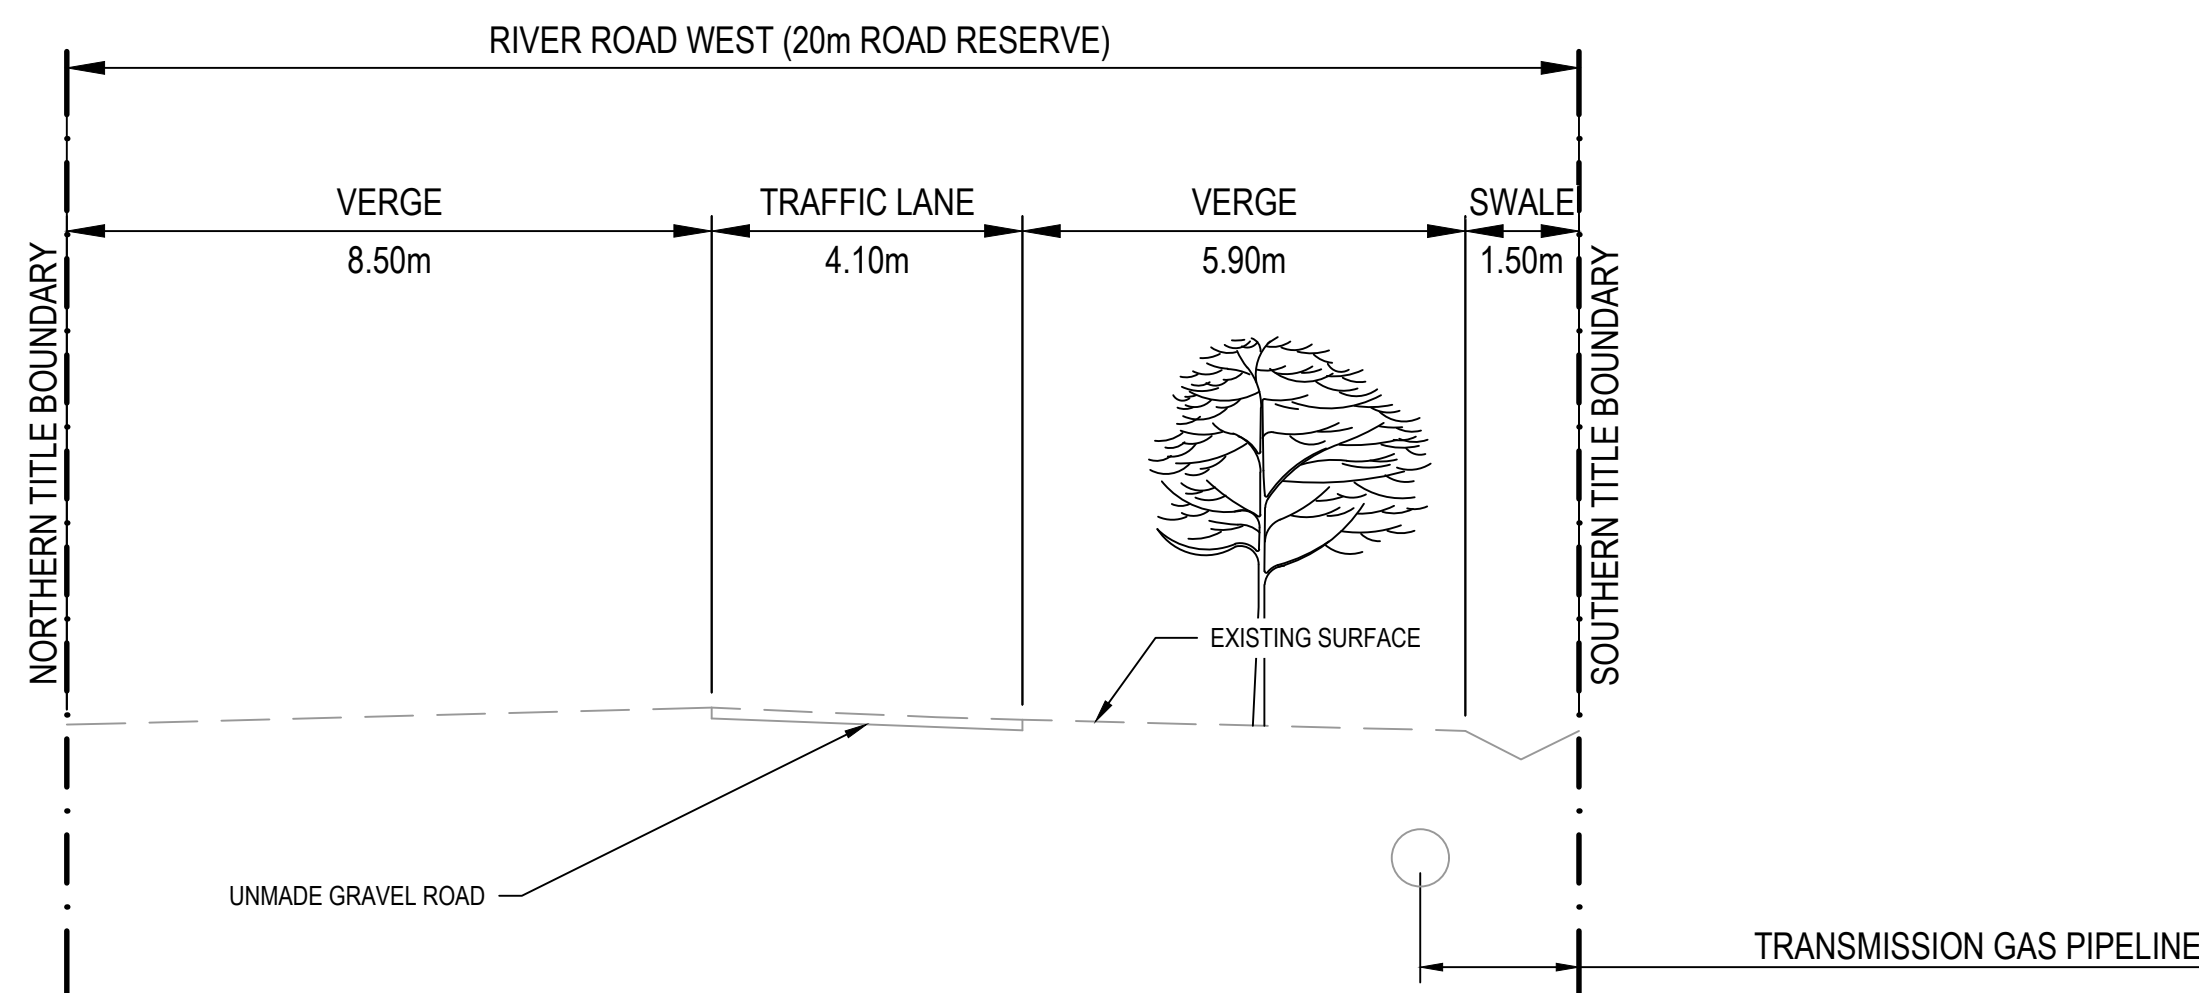 RIVER ROAD WEST (20m ROAD RESERVE)
VERGE
TRAFFIC LANE
VERGE
SWALE
8.50m
4.10m
5.90m
1.50m
NORTHERN TITLE BOUNDARY
SOUTHERN TITLE BOUNDARY
EXISTING SURFACE
UNMADE GRAVEL ROAD
TRANSMISSION GAS PIPELINE